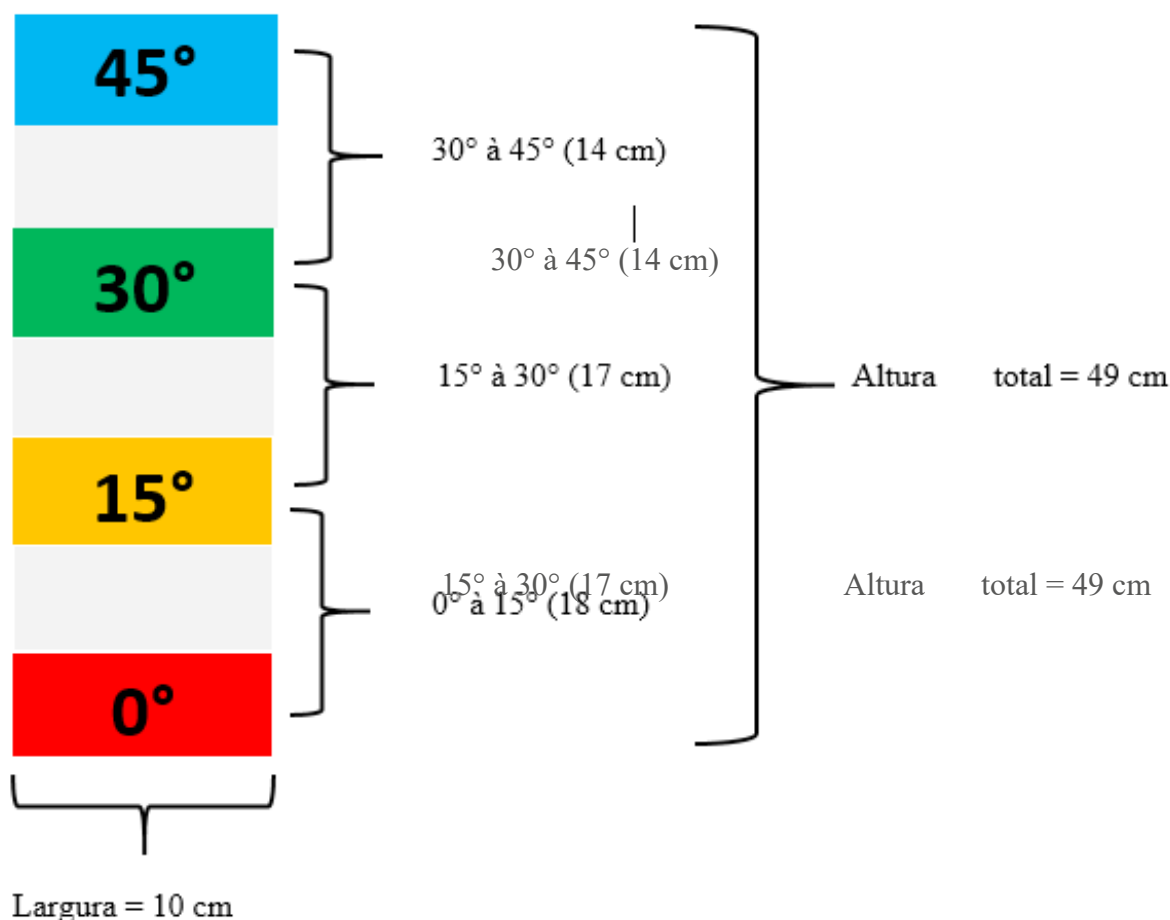 45°
30° à 45° (14 cm)
30° à 45° (14 cm)
30°
15° à 30° (17 cm)
Altura total = 49 cm
15°
15° à 30° (17 cm)
Altura total = 49 cm
0° à 15° (18 cm)
0°
Largura = 10 cm